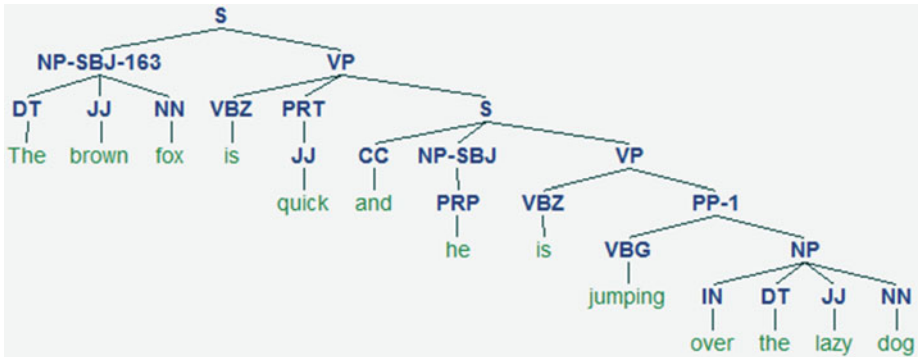 S
NP-SBJ-163 VP
DT JJ NN VBZ PRT S
The brown fox is JJ CC NP-SBJ VP
quick and PRP VBZ PP-1
he is VBG NP
jumping IN DT JJ NN
over the lazy dog